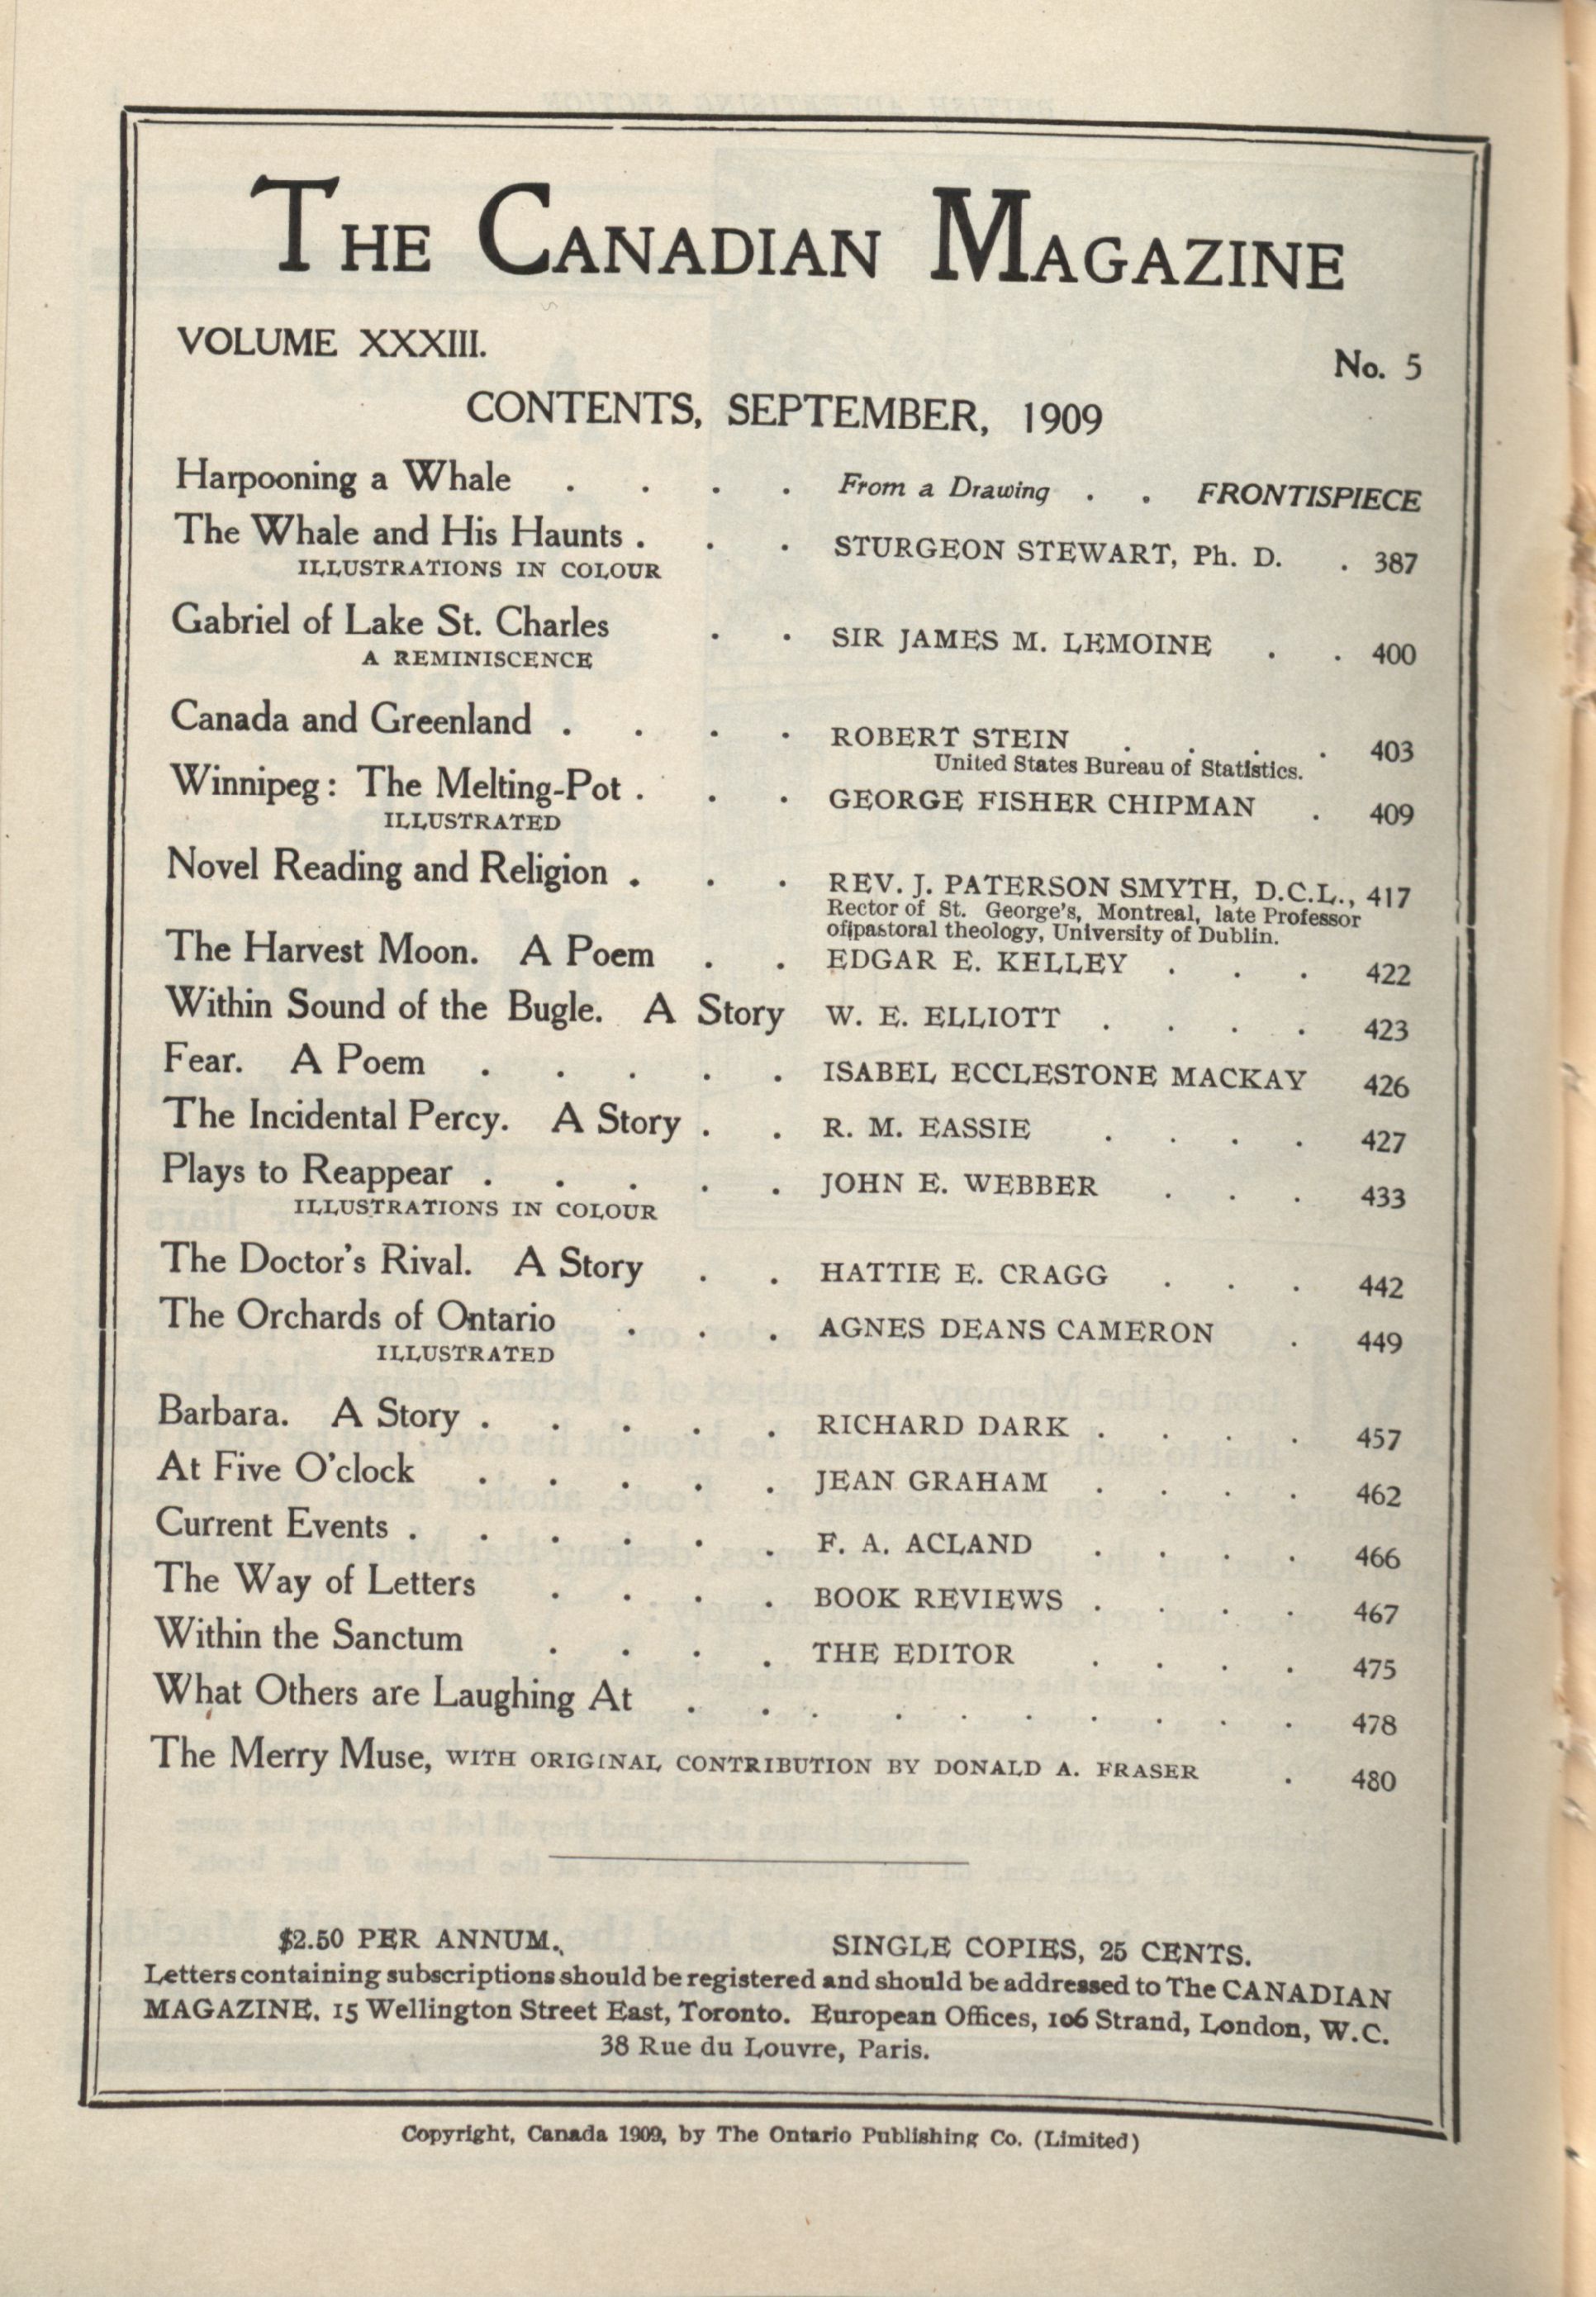 THE CANADIAN MAGAZINE
VOLUME XXXIII. No. 5
CONTENTS, SEPTEMBER, 1909
Harpooning a Whale . . . . From a Drawing . . FRONTISPIECE
The Whale and His Haunts . . . STURGEON STEWART, Ph. D. . 387
ILLUSTRATIONS IN COLOUR
Gabriel of Lake St. Charles . . SIR JAMES M. LEMOINE . . 400
A REMINISCENCE
Canada and Greenland . . . . ROBERT STEIN . . . . 403
United States Bureau of Statistics.
Winnipeg: The Melting-Pot . . . GEORGE FISHER CHIPMAN . 409
ILLUSTRATED
Novel Reading and Religion . . . REV. J. PATERSON SMYTH, D.C.L., 417
Rector of St. George's, Montreal, late Professor
of pastoral theology, University of Dublin.
The Harvest Moon. A Poem . . EDGAR E. KELLEY . . . 422
Within Sound of the Bugle. A Story W. E. ELLIOTT . . . . 423
Fear. A Poem . . . . . ISABEL ECCLESTONE MACKAY 426
The Incidental Percy. A Story . . R. M. EASSIE . . . . 427
Plays to Reappear . . . . . JOHN E. WEBBER . . . 433
ILLUSTRATIONS IN COLOUR
The Doctor's Rival. A Story . . HATTIE E. CRAGG . . . 442
The Orchards of Ontario . . . AGNES DEANS CAMERON . 449
ILLUSTRATED
Barbara. A Story . . . . . RICHARD DARK . . . . 457
At Five O'clock . . . . . JEAN GRAHAM . . . . 462
Current Events . . . . . . F. A. ACLAND . . . . 466
The Way of Letters . . . . BOOK REVIEWS . . . . 467
Within the Sanctum . . . . THE EDITOR . . . . 475
What Others are Laughing At . . . . . . . . . . 478
The Merry Muse, WITH ORIGINAL CONTRIBUTION BY DONALD A. FRASER . 480
$2.50 PER ANNUM. SINGLE COPIES, 25 CENTS.
Letters containing subscriptions should be registered and should be addressed to The CANADIAN
MAGAZINE. 15 Wellington Street East, Toronto. European Offices, 106 Strand, London, W.C.
38 Rue du Louvre, Paris.
Copyright, Canada 1909, by The Ontario Publishing Co. (Limited)